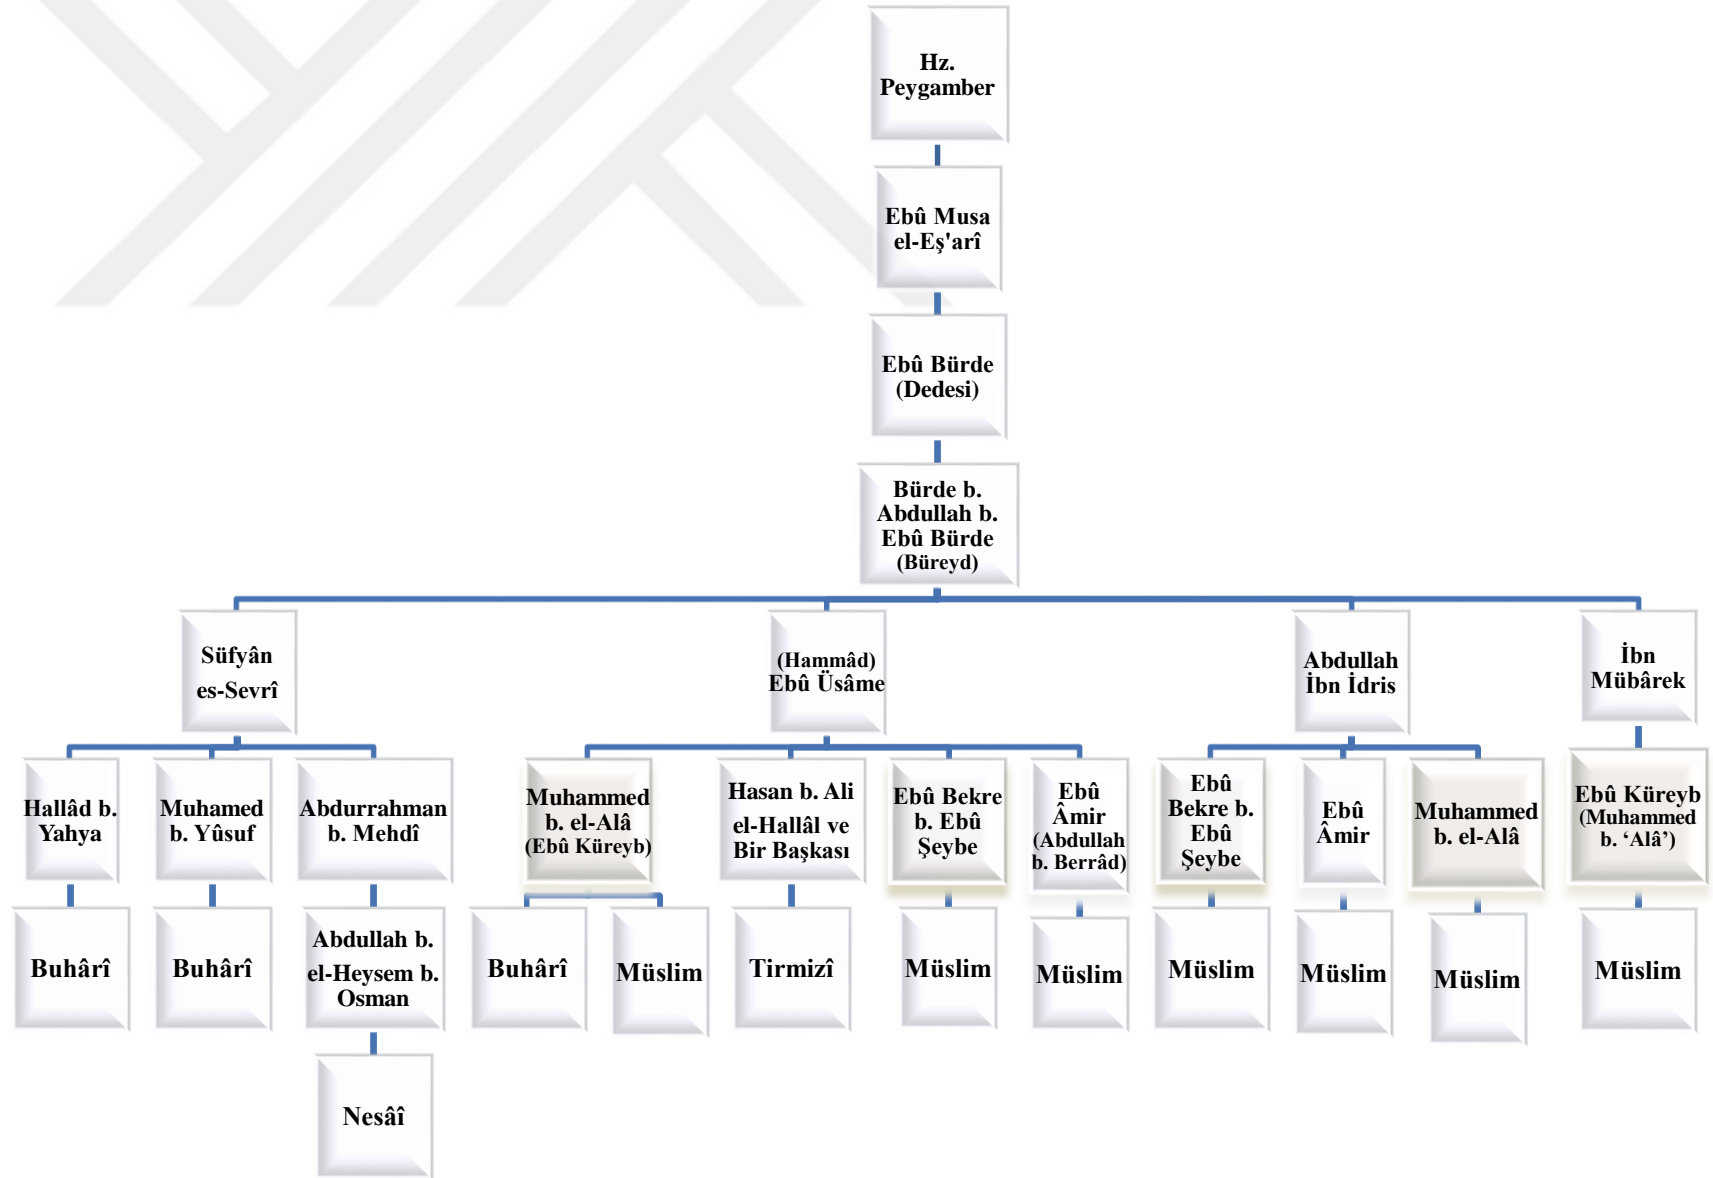 Hz.
Peygamber
Ebû Musa
el-Eş'arî
Ebû Bürde
(Dedesi)
Bürde b.
Abdullah b.
Ebû Bürde
(Büreyd)
Süfyân
es-Sevrî
(Hammâd)
Ebû Üsâme
Abdullah
İbn İdris
İbn
Mübârek
Hallâd b.
Yahya
Muhamed
b. Yûsuf
Abdurrahman
b. Mehdî
Muhammed
b. el-Alâ
(Ebû Küreyb)
Hasan b. Ali
el-Hallâl ve
Bir Başkası
Ebû Bekre
b. Ebû
Şeybe
Ebû
Âmir
(Abdullah
b. Berrâd)
Ebû
Bekre b.
Ebû
Şeybe
Ebû
Âmir
Muhammed
b. el-Alâ
Ebû Küreyb
(Muhammed
b. ‘Alâ’)
Buhârî
Buhârî
Abdullah b.
el-Heysem b.
Osman
Buhârî
Müslim
Tirmizî
Müslim
Müslim
Müslim
Müslim
Müslim
Müslim
Nesâî